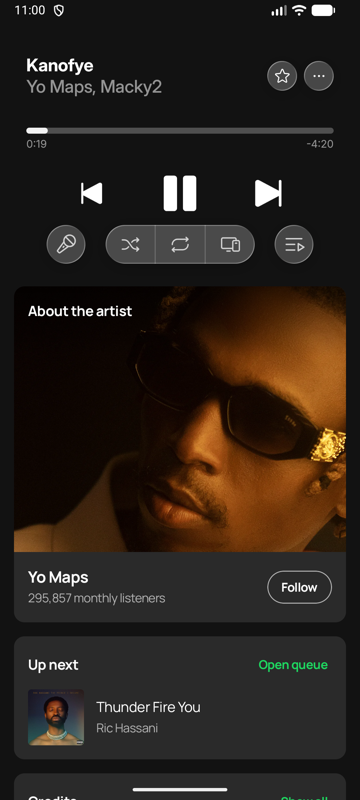 11:00
Kanofye
Yo Maps, Macky2
0:19
-4:20
About the artist
Yo Maps
295,857 monthly listeners
Follow
Up next
Open queue
Thunder Fire You
Ric Hassani
Credits
Show all